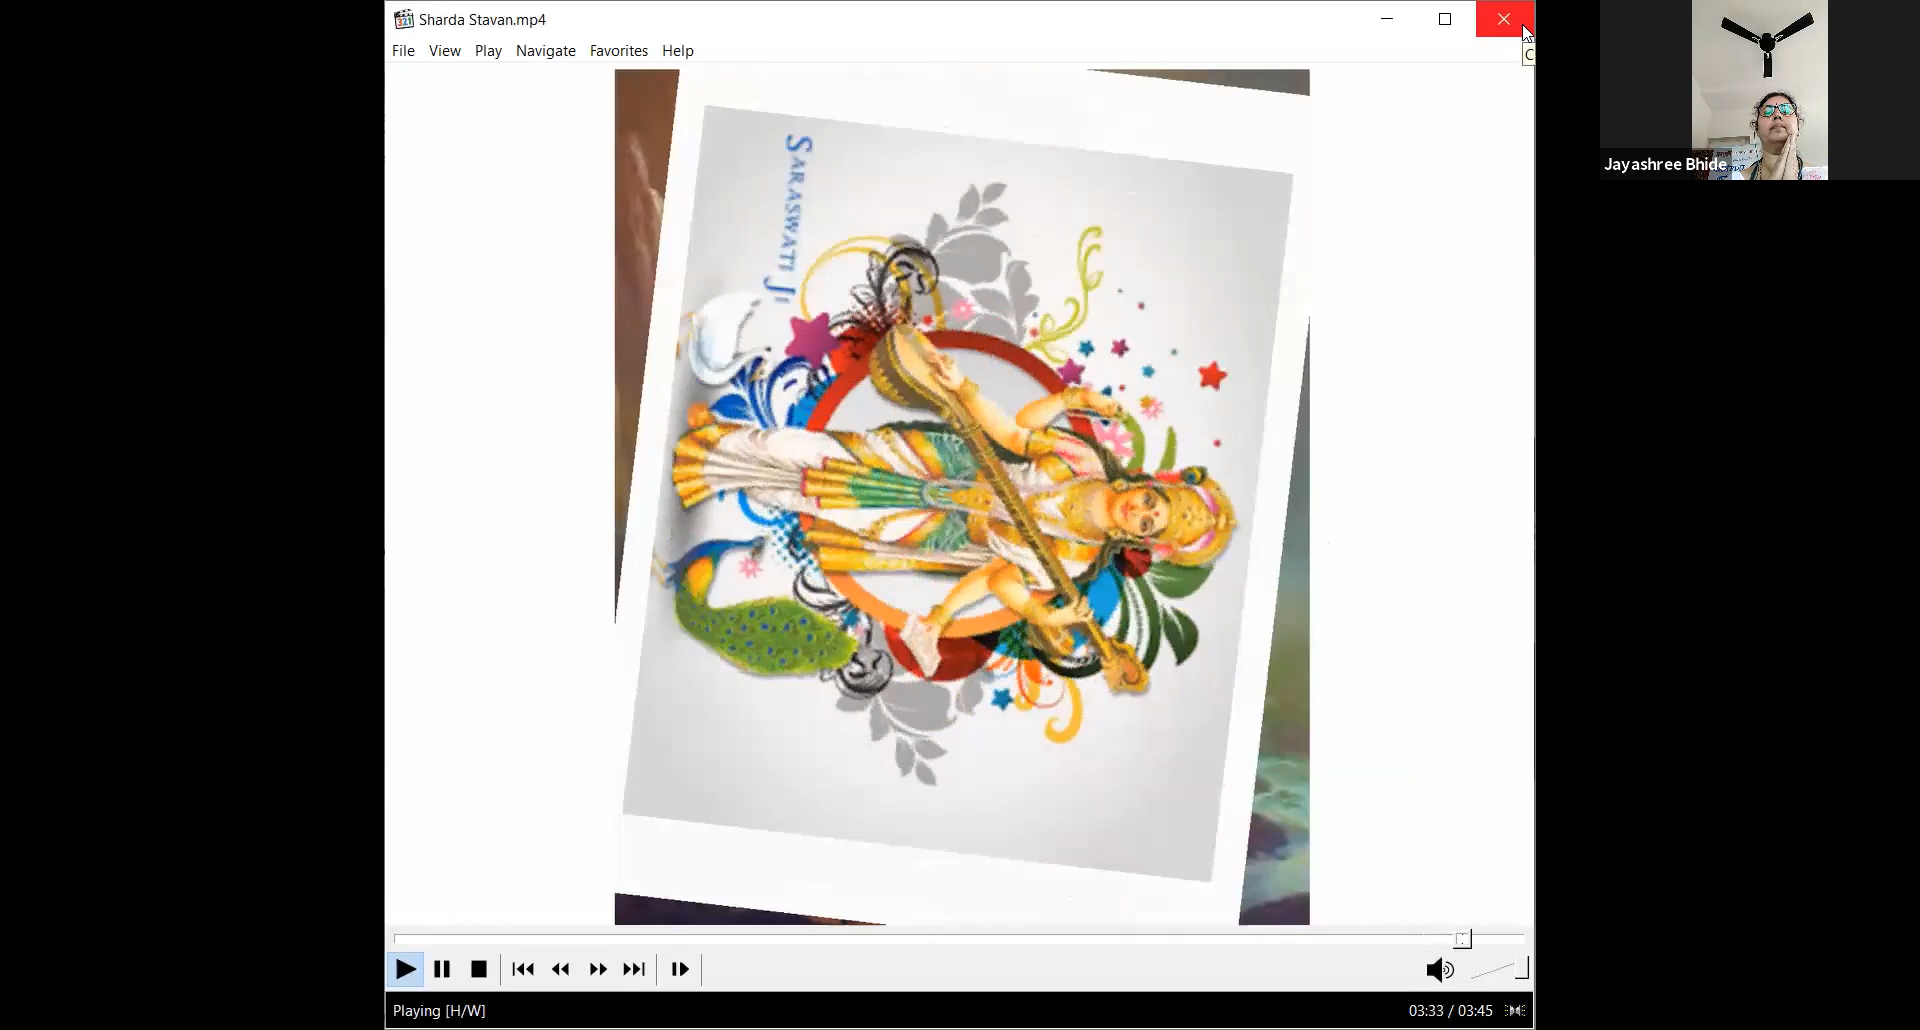 Sharda Stavan.mp4
File View Play Navigate Favorites Help
C
SARASWATI JI
Jayashree Bhide
Playing [H/W]
03:33 / 03:45